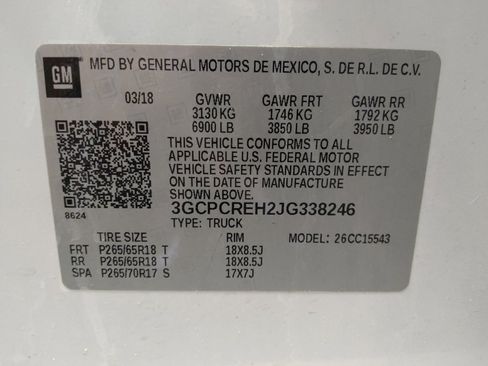 GM MFD BY GENERAL MOTORS DE MEXICO, S. DE R.L. DE C.V.
03/18 GVWR GAWR FRT GAWR RR
3130 KG 1746 KG 1792 KG
6900 LB 3850 LB 3950 LB
THIS VEHICLE CONFORMS TO ALL
APPLICABLE U.S. FEDERAL MOTOR
VEHICLE SAFETY STANDARDS IN EFFECT
ON THE DATE OF MANUFACTURE
SHOWN ABOVE.
3GCPCREH2JG338246
8624
TYPE: TRUCK
TIRE SIZE RIM MODEL: 26CC15543
FRT P265/65R18 T 18X8.5J
RR P265/65R18 T 18X8.5J
SPA P265/70R17 S 17X7J